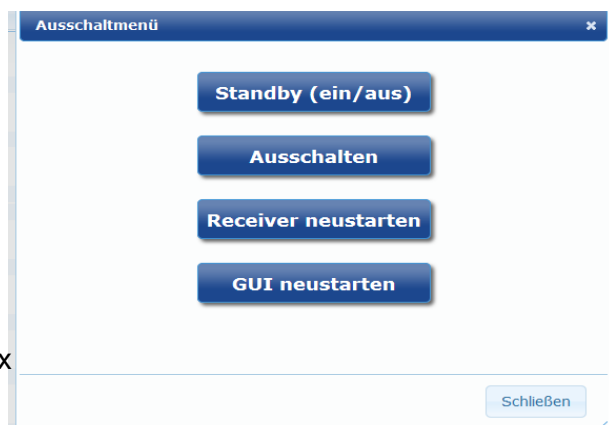 Ausschaltmenü
Standby (ein/aus)
Ausschalten
Receiver neustarten
GUI neustarten
x
Schließen